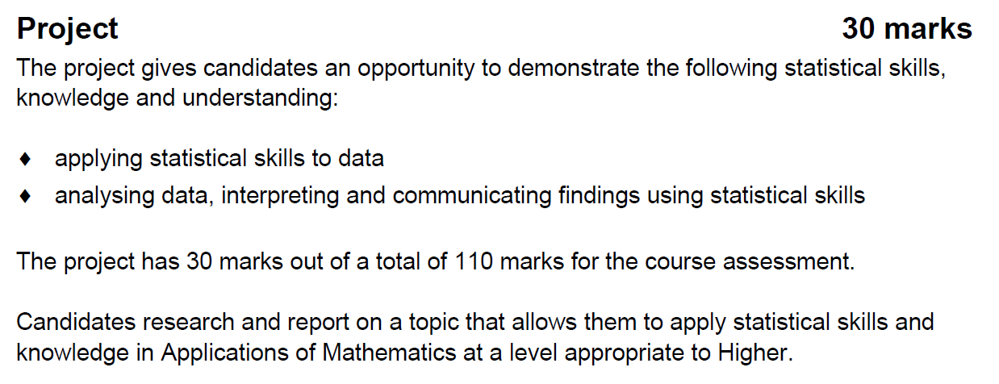 Project 30 marks
The project gives candidates an opportunity to demonstrate the following statistical skills,
knowledge and understanding:
♦ applying statistical skills to data
♦ analysing data, interpreting and communicating findings using statistical skills
The project has 30 marks out of a total of 110 marks for the course assessment.
Candidates research and report on a topic that allows them to apply statistical skills and
knowledge in Applications of Mathematics at a level appropriate to Higher.